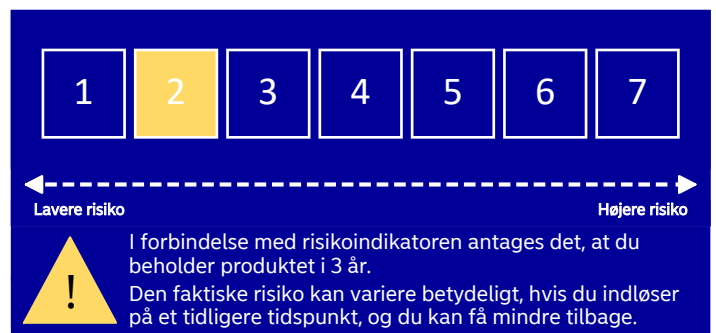 1 2 3 4 5 6 7
Lavere risiko Højere risiko
I forbindelse med risikoindikatoren antages det, at du
beholder produktet i 3 år.
!
Den faktiske risiko kan variere betydeligt, hvis du indløser
på et tidligere tidspunkt, og du kan få mindre tilbage.